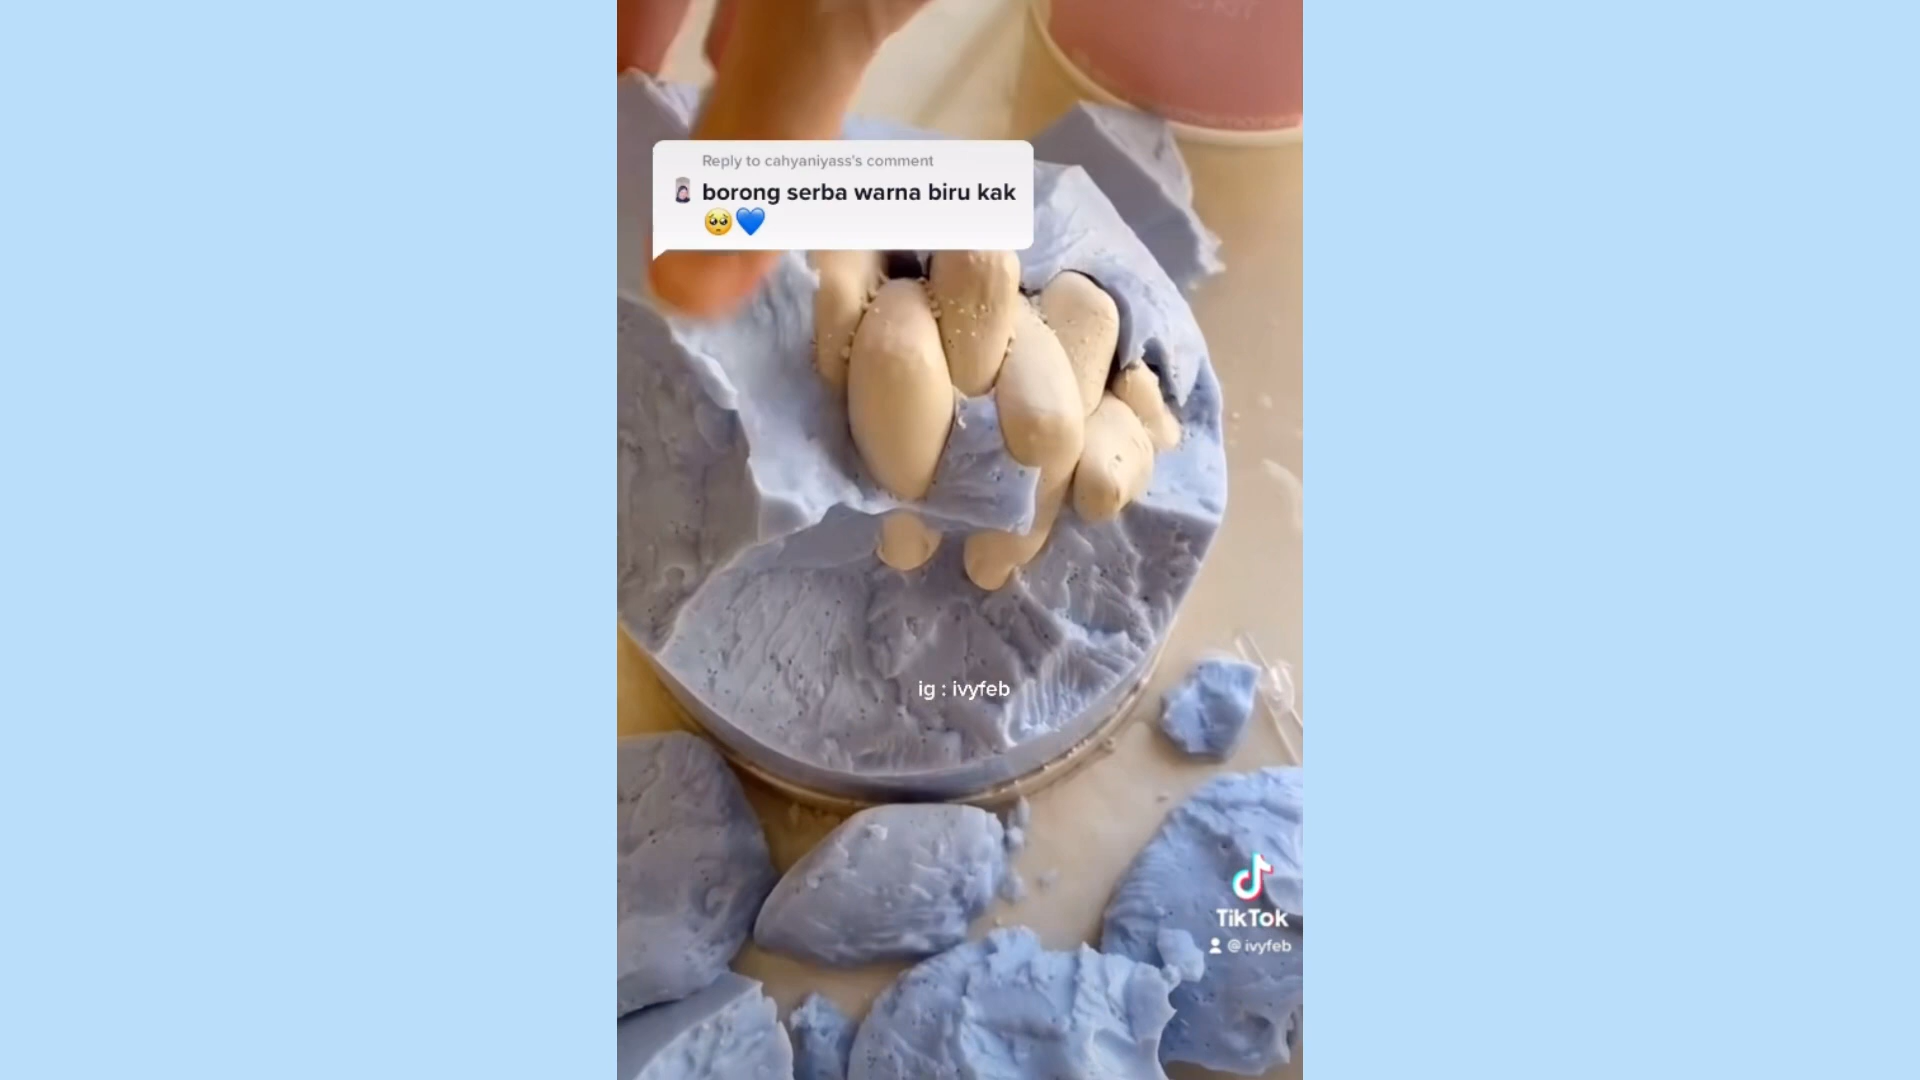 Reply to cahyaniyass's comment
borong serba warna biru kak
🥺💙
ig : ivyfeb
TikTok
@ ivyfeb